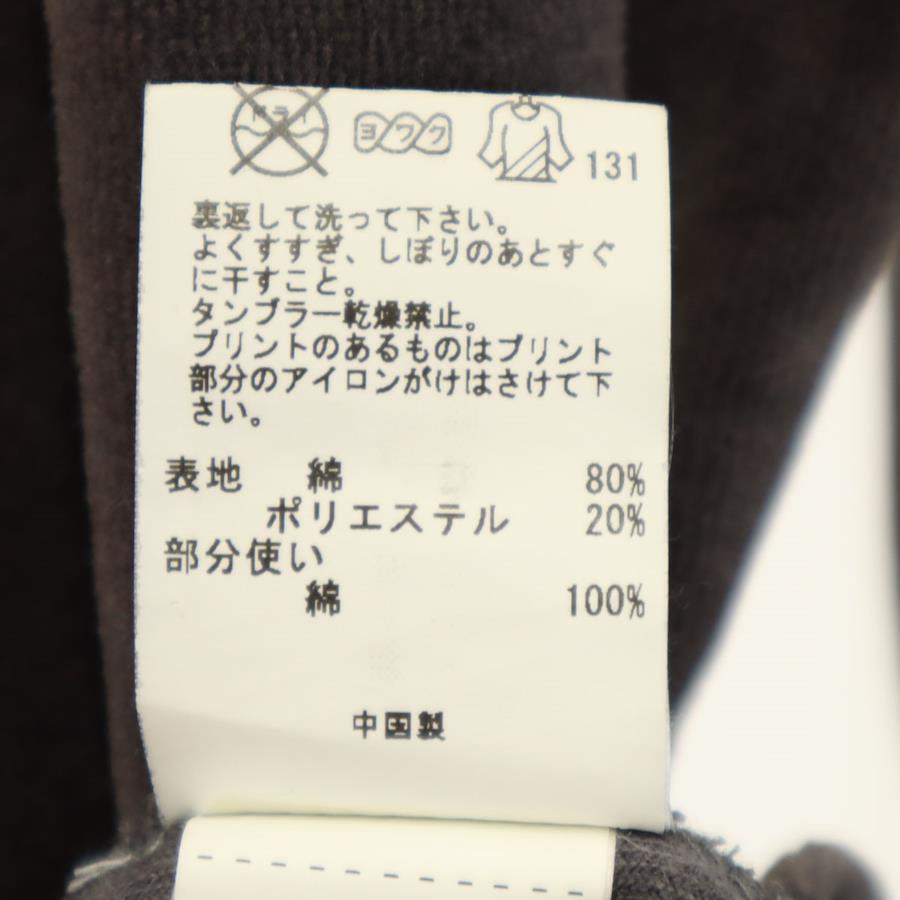 ドライ ヨワク 131
裏返して洗って下さい。
よくすすぎ、しぼりのあとすぐ
に干すこと。
タンブラー乾燥禁止。
プリントのあるものはプリント
部分のアイロンがけはさけて下
さい。
表地 綿 80%
ポリエステル 20%
部分使い
綿 100%
中国製